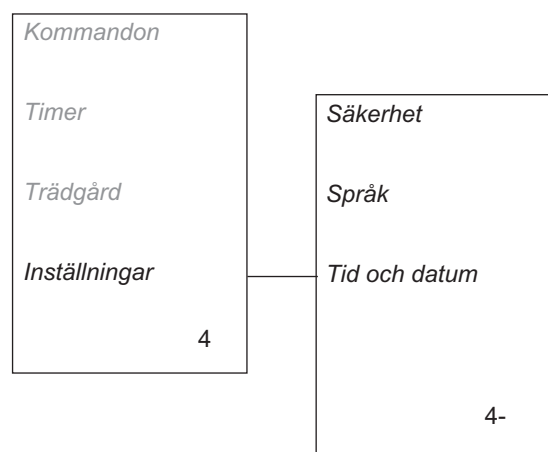 Kommandon
Timer
Trädgård
Inställningar
4
Säkerhet
Språk
Tid och datum
4-